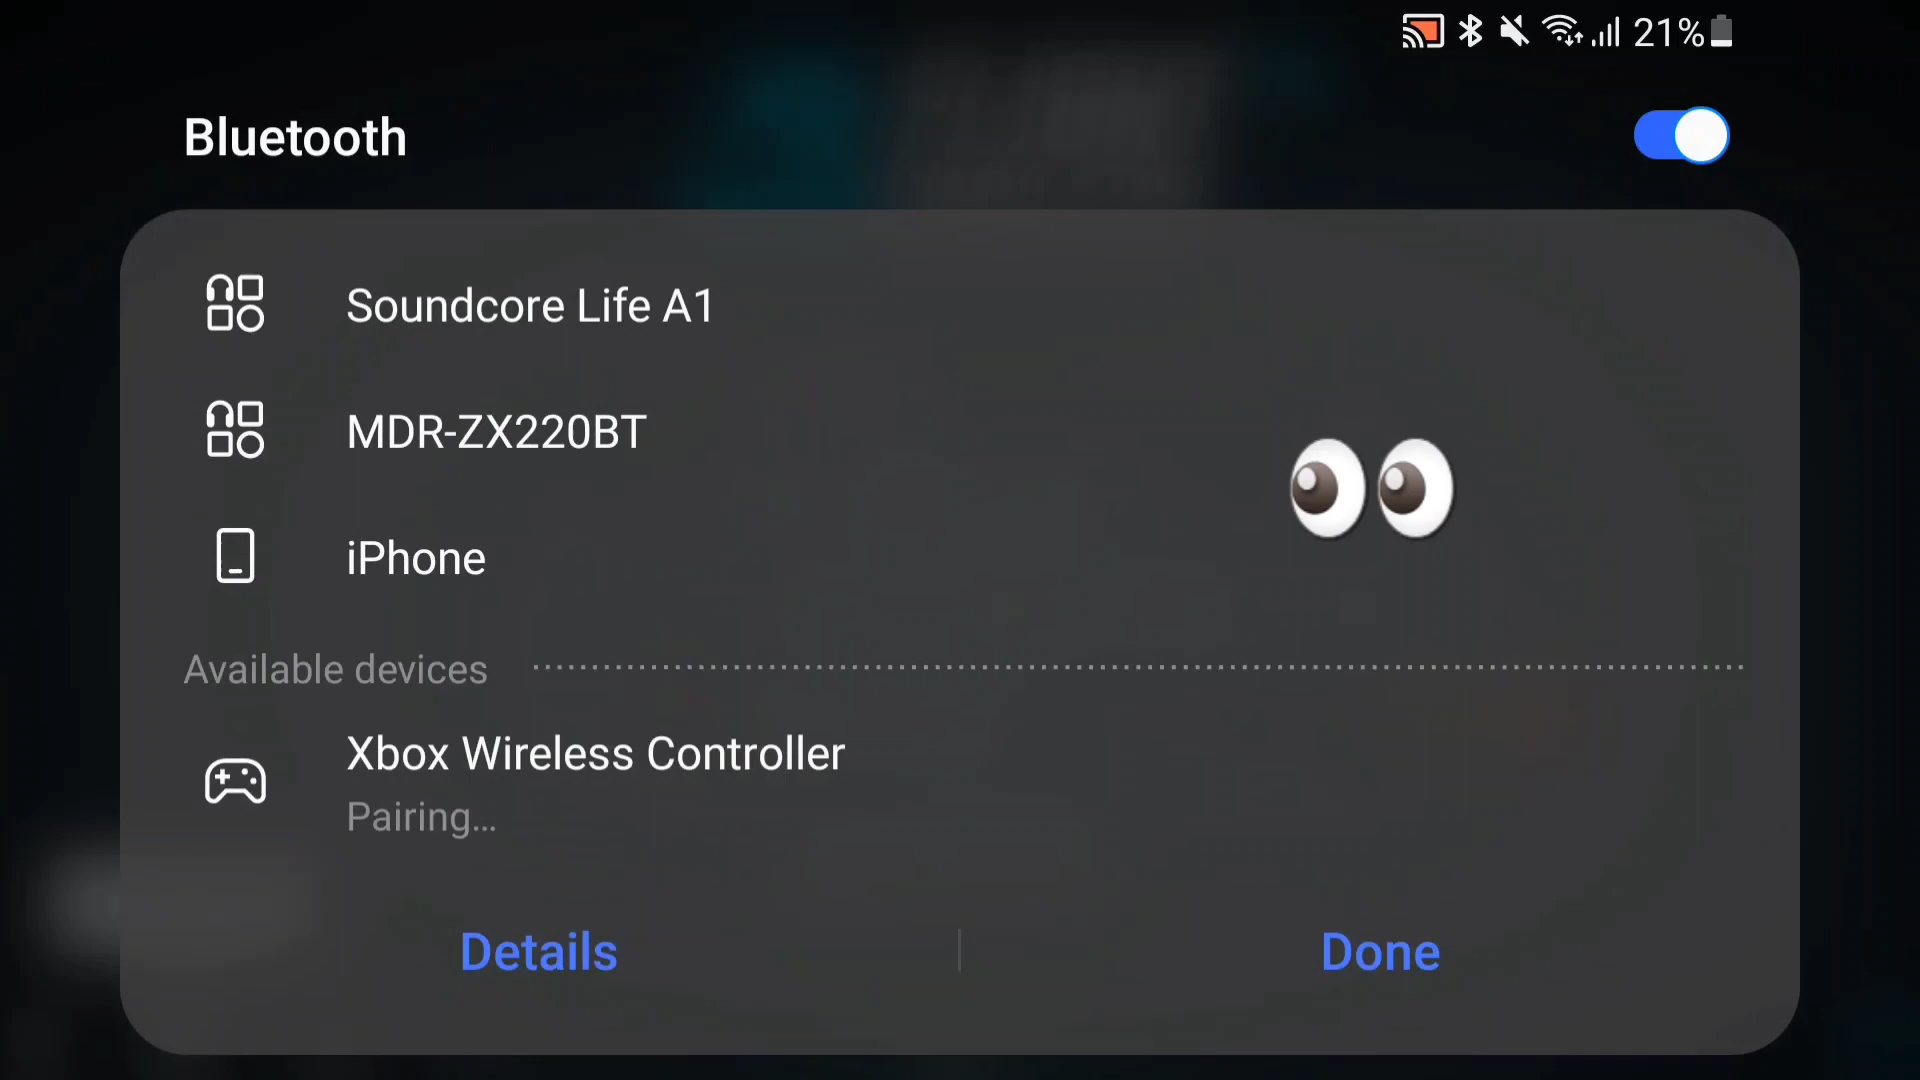 21%
Bluetooth
Soundcore Life A1
MDR-ZX220BT
iPhone
Available devices
Xbox Wireless Controller
Pairing...
Details
Done